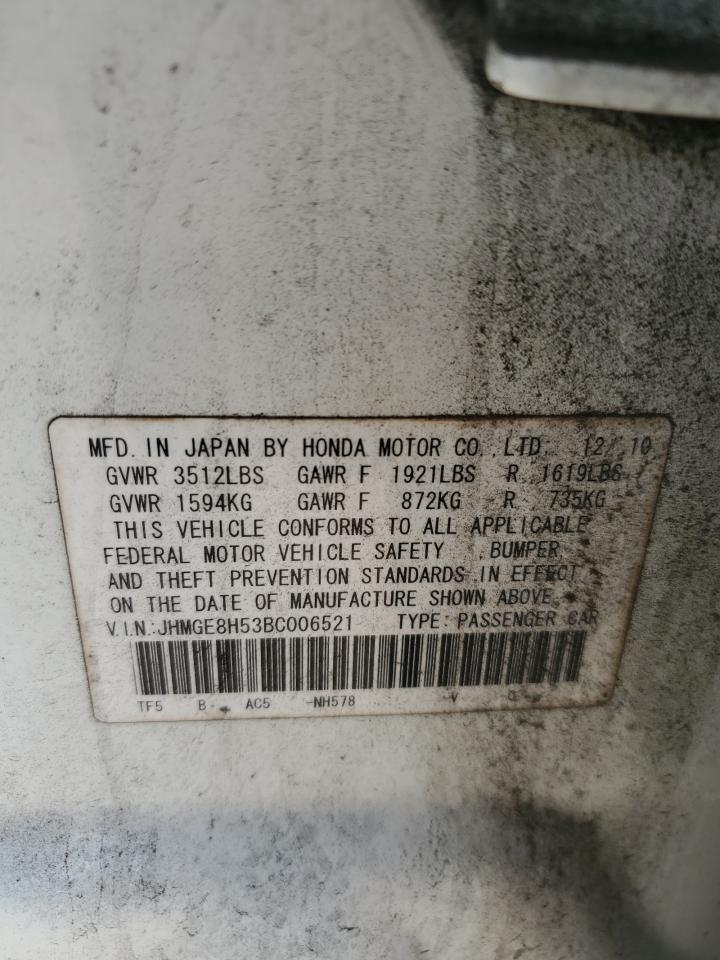 MFD. IN JAPAN BY HONDA MOTOR CO., LTD. 12/10
GVWR 3512LBS GAWR F 1921LBS R 1619LBS
GVWR 1594KG GAWR F 872KG R 735KG
THIS VEHICLE CONFORMS TO ALL APPLICABLE
FEDERAL MOTOR VEHICLE SAFETY , BUMPER,
AND THEFT PREVENTION STANDARDS IN EFFECT
ON THE DATE OF MANUFACTURE SHOWN ABOVE.
V.I.N.:JHMGE8H53BC006521 TYPE: PASSENGER CAR
TF5 B- AC5 -NH578 V